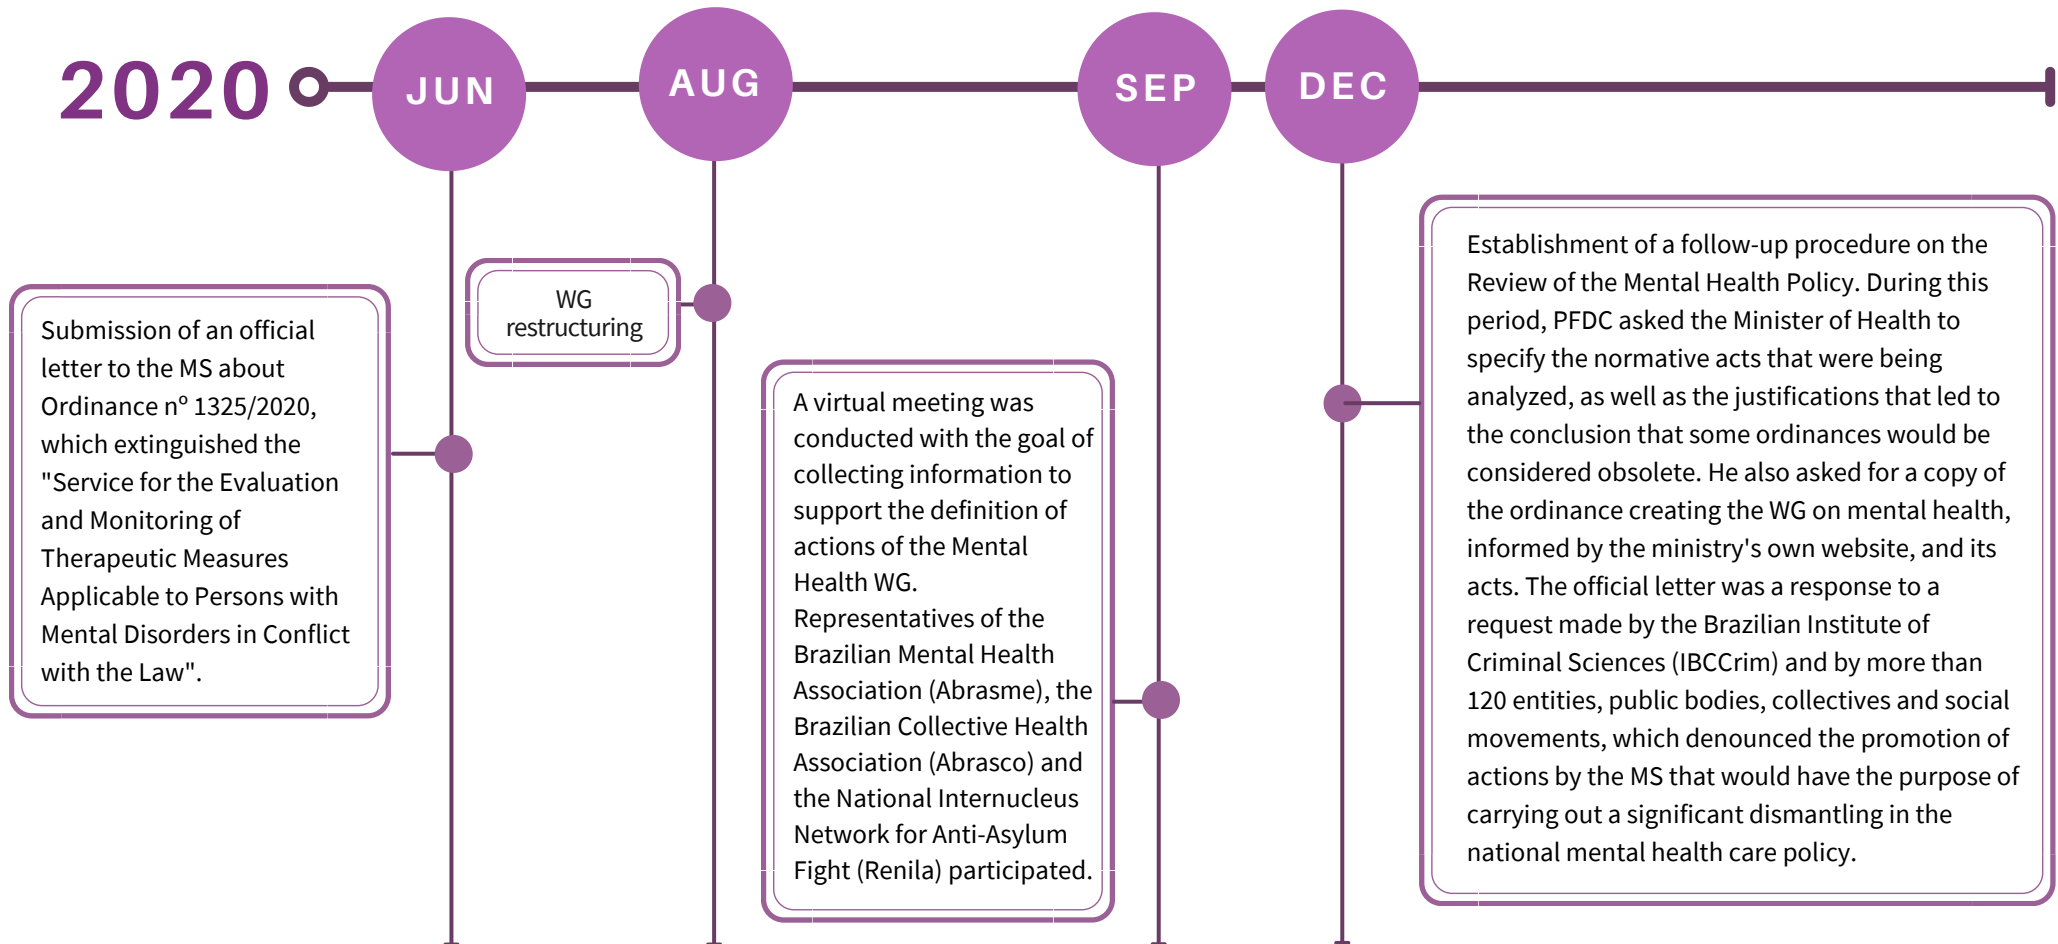 2020
JUN
AUG
SEP
DEC
Submission of an official
letter to the MS about
Ordinance nº 1325/2020,
which extinguished the
"Service for the Evaluation
and Monitoring of
Therapeutic Measures
Applicable to Persons with
Mental Disorders in Conflict
with the Law".
WG
restructuring
A virtual meeting was
conducted with the goal of
collecting information to
support the definition of
actions of the Mental
Health WG.
Representatives of the
Brazilian Mental Health
Association (Abrasme), the
Brazilian Collective Health
Association (Abrasco) and
the National Internucleus
Network for Anti-Asylum
Fight (Renila) participated.
Establishment of a follow-up procedure on the
Review of the Mental Health Policy. During this
period, PFDC asked the Minister of Health to
specify the normative acts that were being
analyzed, as well as the justifications that led to
the conclusion that some ordinances would be
considered obsolete. He also asked for a copy of
the ordinance creating the WG on mental health,
informed by the ministry's own website, and its
acts. The official letter was a response to a
request made by the Brazilian Institute of
Criminal Sciences (IBCCrim) and by more than
120 entities, public bodies, collectives and social
movements, which denounced the promotion of
actions by the MS that would have the purpose of
carrying out a significant dismantling in the
national mental health care policy.